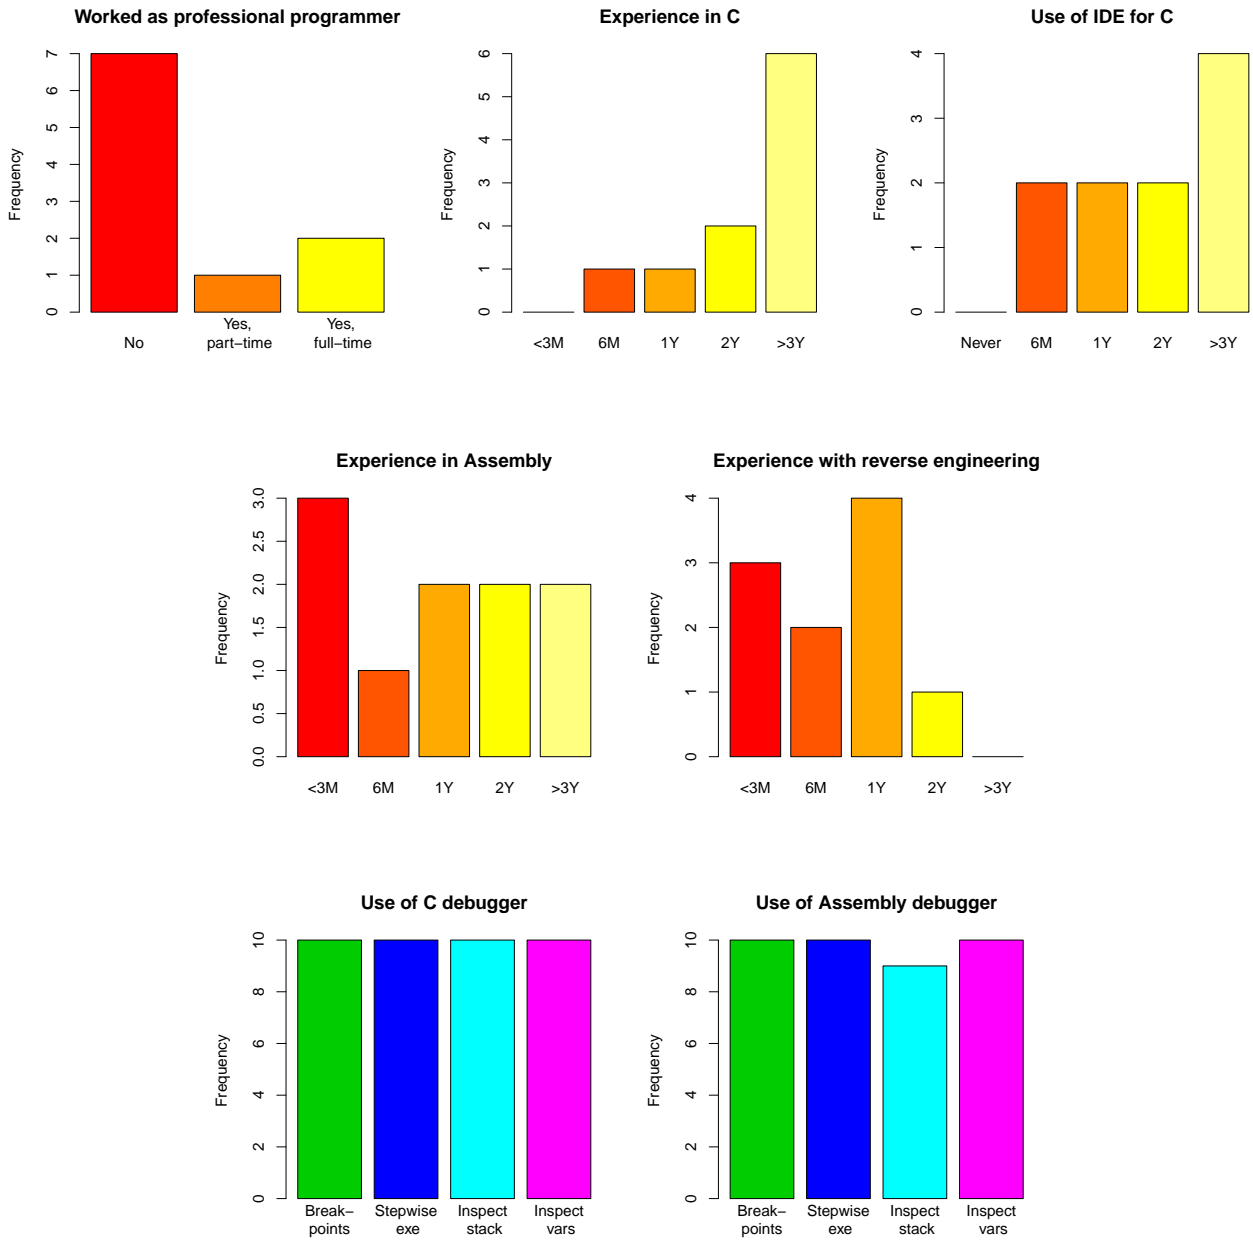 Worked as professional programmer
Frequency
0 1 2 3 4 5 6 7
No
Yes,
part−time
Yes,
full−time
Experience in C
Frequency
0 1 2 3 4 5 6
<3M 6M 1Y 2Y >3Y
Use of IDE for C
Frequency
0 1 2 3 4
Never 6M 1Y 2Y >3Y
Experience in Assembly
Frequency
0.0 0.5 1.0 1.5 2.0 2.5 3.0
<3M 6M 1Y 2Y >3Y
Experience with reverse engineering
Frequency
0 1 2 3 4
<3M 6M 1Y 2Y >3Y
Use of C debugger
Frequency
0 2 4 6 8 10
Break−
points
Stepwise
exe
Inspect
stack
Inspect
vars
Use of Assembly debugger
Frequency
0 2 4 6 8 10
Break−
points
Stepwise
exe
Inspect
stack
Inspect
vars